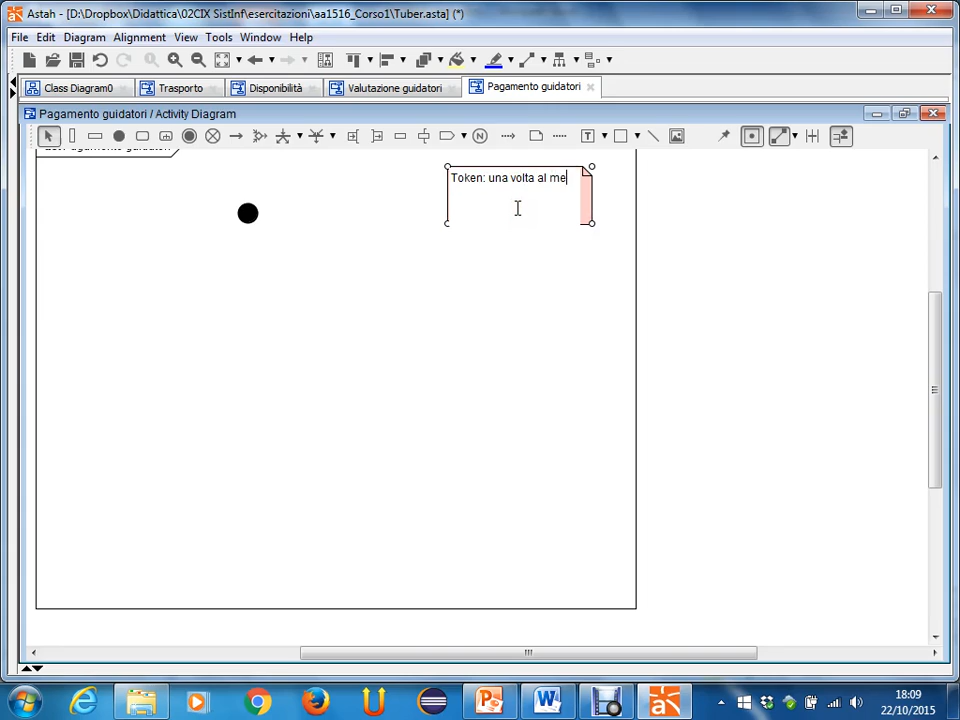 Astah - [D:\Dropbox\Didattica\02CIX SistInf\esercitazioni\aa1516_Corso1\Tuber.asta] (*)
File Edit Diagram Alignment View Tools Window Help
Class Diagram0 Trasporto Disponibilità Valutazione guidatori Pagamento guidatori
Pagamento guidatori / Activity Diagram
Token: una volta al me
18:09
22/10/2015